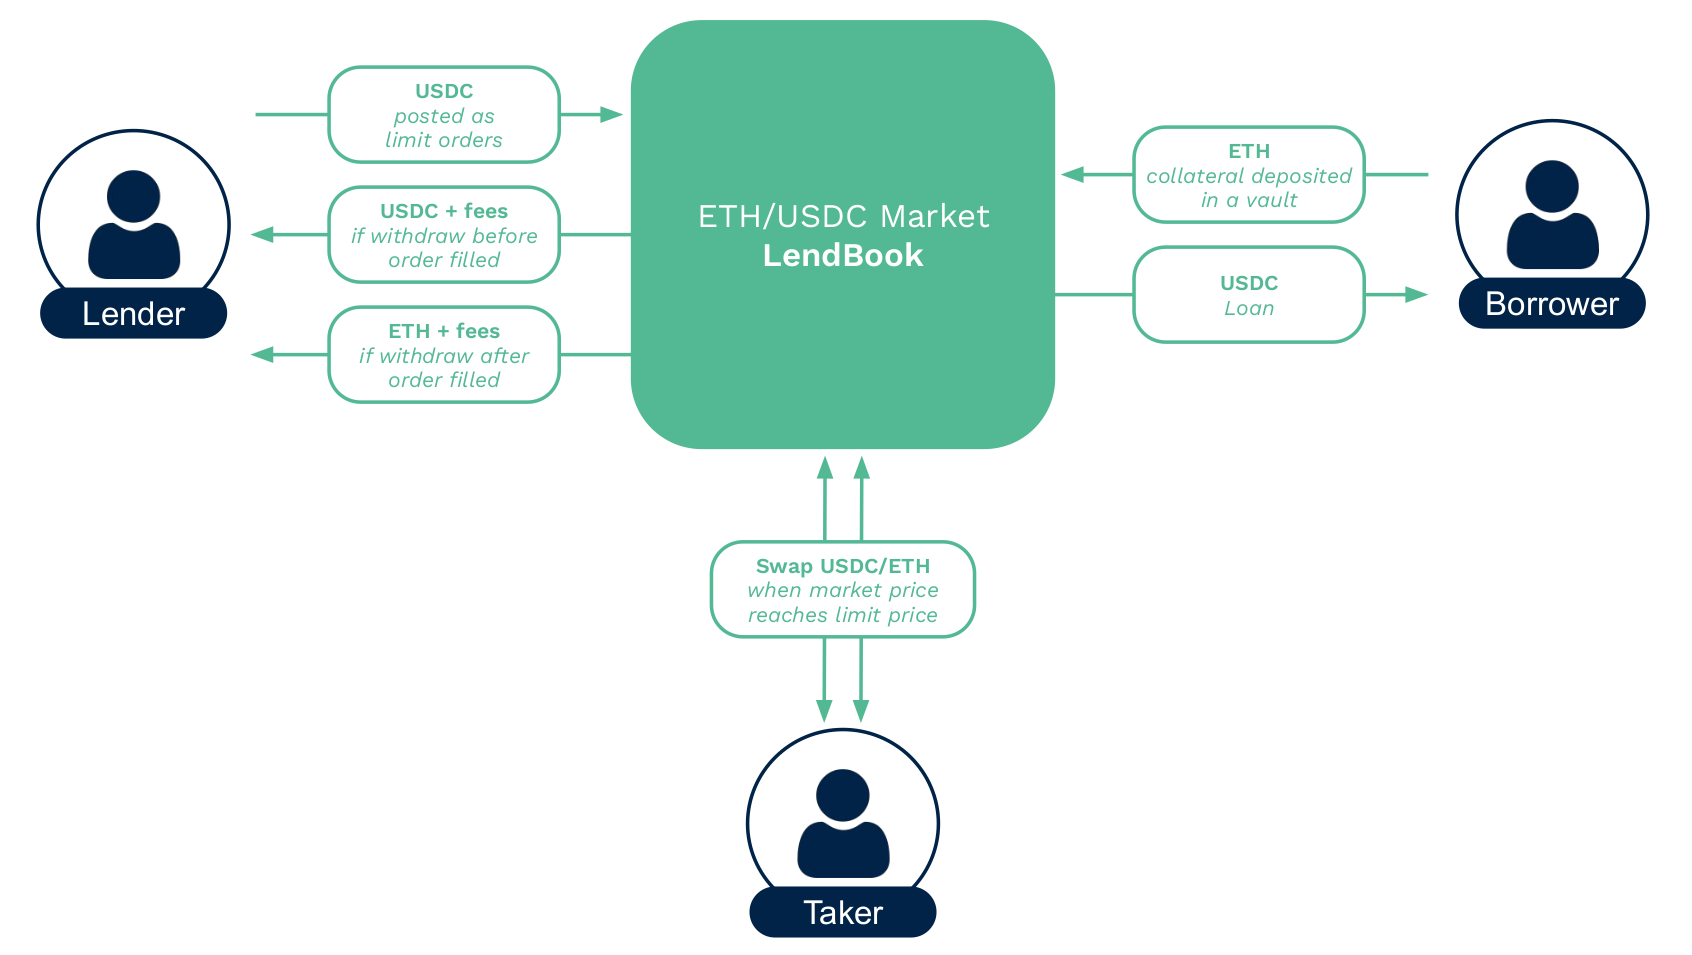 USDC
posted as
limit orders
USDC + fees
if withdraw before
order filled
ETH + fees
if withdraw after
order filled
Lender
ETH/USDC Market
LendBook
ETH
collateral deposited
in a vault
USDC
Loan
Borrower
Swap USDC/ETH
when market price
reaches limit price
Taker